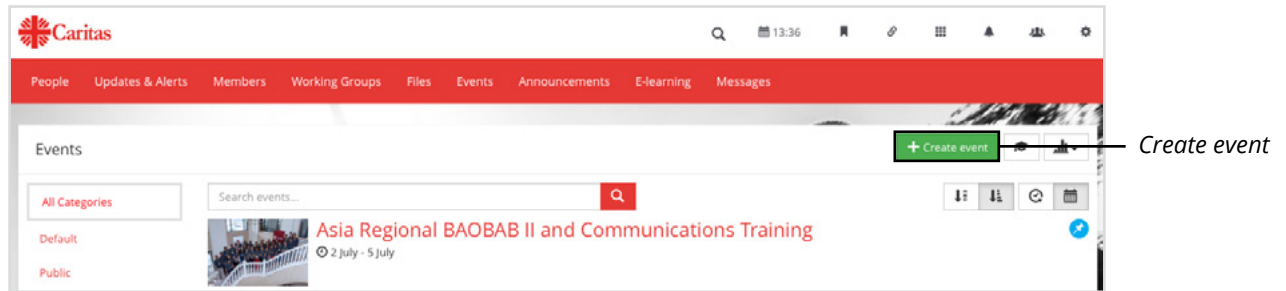 Caritas
13:36
People Updates & Alerts Members Working Groups Files Events Announcements E-learning Messages
Events
+ Create event
Create event
All Categories
Search events...
Default
Asia Regional BAOBAB II and Communications Training
2 July - 5 July
Public